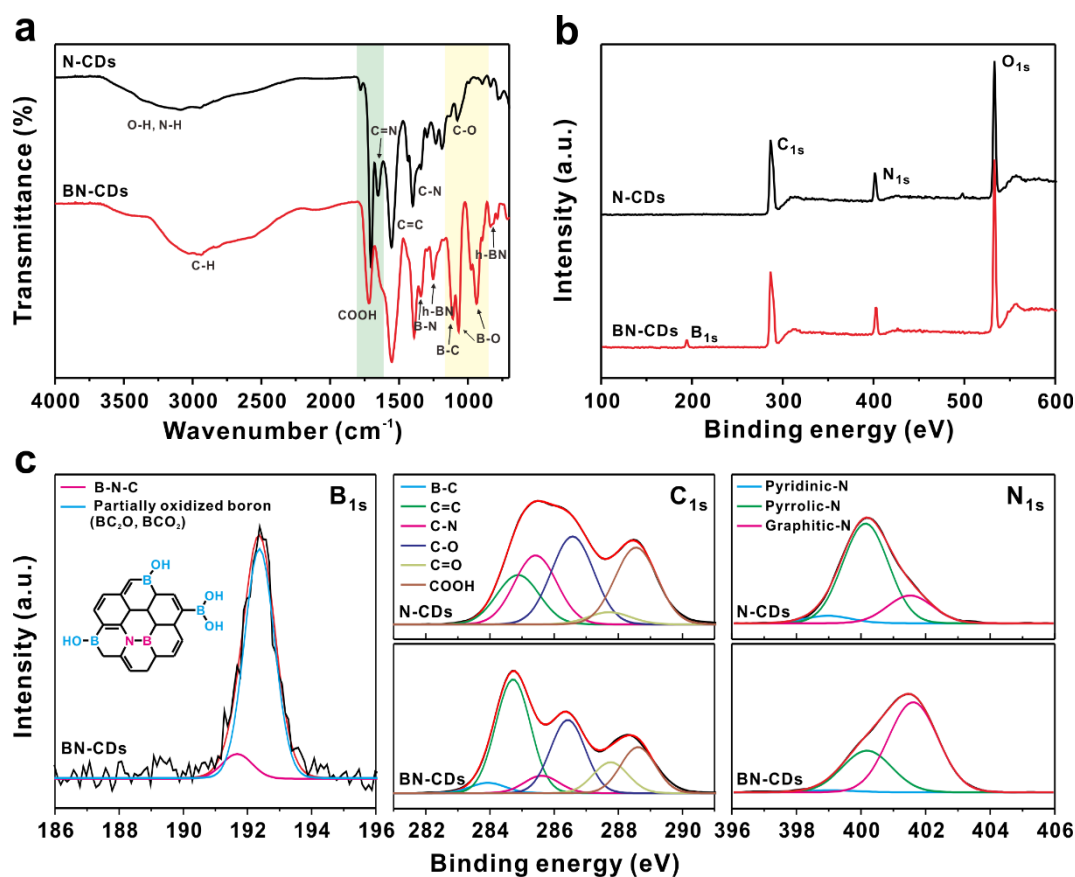 a
N-CDs
O-H, N-H
C=N
C-O
C-N
BN-CDs
C=C
h-BN
C-H
COOH
B-N
h-BN
B-C
B-O
Transmittance (%)
4000 3500 3000 2500 2000 1500 1000
Wavenumber (cm⁻¹)
b
O₁ₛ
C₁ₛ
N₁ₛ
N-CDs
BN-CDs
B₁ₛ
Intensity (a.u.)
100 200 300 400 500 600
Binding energy (eV)
c
B-N-C
Partially oxidized boron
(BC₂O, BCO₂)
B₁ₛ
OH
B
OH
B
OH
HO B
N B
BN-CDs
Intensity (a.u.)
186 188 190 192 194 196
B-C
C=C
C-N
C-O
C=O
COOH
C₁ₛ
N-CDs
BN-CDs
282 284 286 288 290
Pyridinic-N
Pyrrolic-N
Graphitic-N
N₁ₛ
N-CDs
BN-CDs
396 398 400 402 404 406
Binding energy (eV)